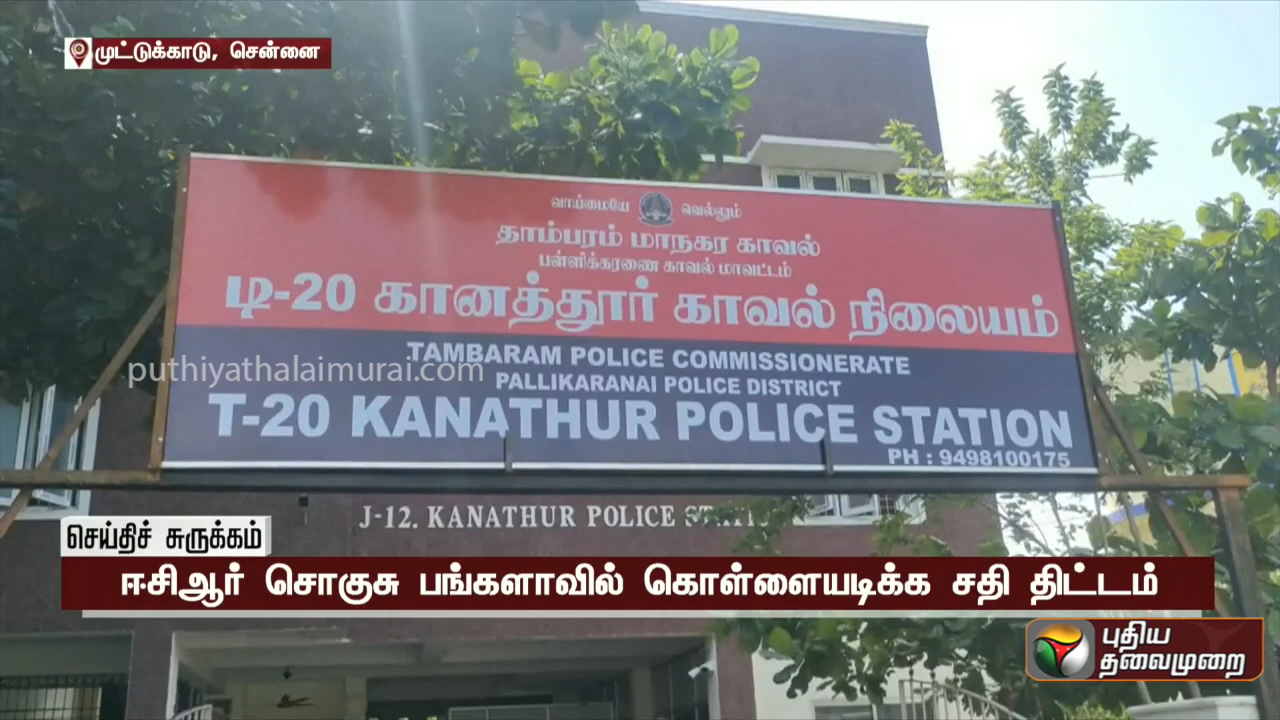 முட்டுக்காடு, சென்னை
வாய்மையே வெல்லும்
தாம்பரம் மாநகர காவல்
பள்ளிக்கரணை காவல் மாவட்டம்
டி-20 கானத்தூர் காவல் நிலையம்
TAMBARAM POLICE COMMISSIONERATE
puthiyathalaimurai.com
PALLIKARANAI POLICE DISTRICT
T-20 KANATHUR POLICE STATION
PH : 9498100175
J-12. KANATHUR POLICE STATIO
செய்திச் சுருக்கம்
ஈசிஆர் சொகுசு பங்களாவில் கொள்ளையடிக்க சதி திட்டம்
புதிய
தலைமுறை